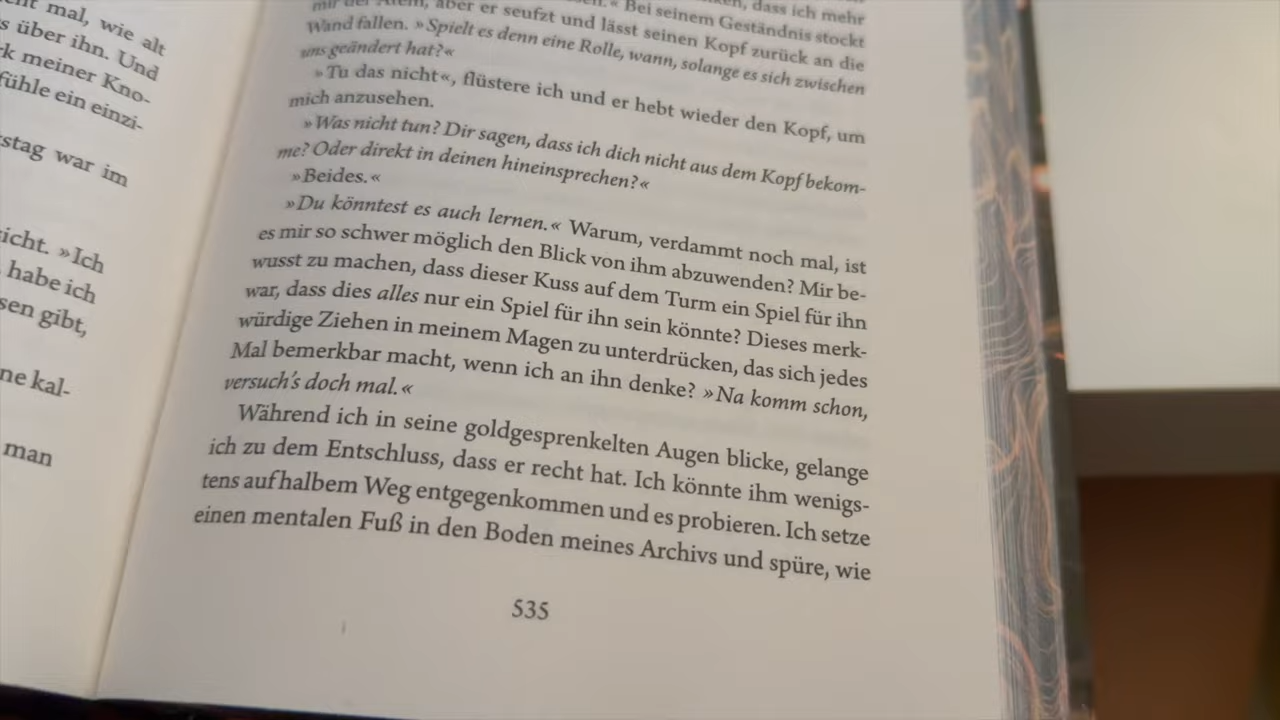 mal, wie alt
über ihn. Und
meiner Kno-
fühle ein einzi-
war im
nicht. »Ich
habe ich
gibt,
man
dass ich mehr
mir der Atem, aber er seufzt und lässt seinen Kopf zurück an die
Bei seinem Geständnis stockt
Wand fallen. »Spielt es denn eine Rolle, wann, solange es sich zwischen
uns geändert hat?«
»Tu das nicht«, flüstere ich und er hebt wieder den Kopf, um
mich anzusehen.
»Was nicht tun? Dir sagen, dass ich dich nicht aus dem Kopf bekom-
me? Oder direkt in deinen hineinsprechen?«
»Beides.«
»Du könntest es auch lernen.« Warum, verdammt noch mal, ist
es mir so schwer möglich den Blick von ihm abzuwenden? Mir be-
wusst zu machen, dass dieser Kuss auf dem Turm ein Spiel für ihn
war, dass dies alles nur ein Spiel für ihn sein könnte? Dieses merk-
würdige Ziehen in meinem Magen zu unterdrücken, das sich jedes
Mal bemerkbar macht, wenn ich an ihn denke? »Na komm schon,
versuch's doch mal.«
Während ich in seine goldgesprenkelten Augen blicke, gelange
ich zu dem Entschluss, dass er recht hat. Ich könnte ihm wenigs-
tens auf halbem Weg entgegenkommen und es probieren. Ich setze
einen mentalen Fuß in den Boden meines Archivs und spüre, wie
535